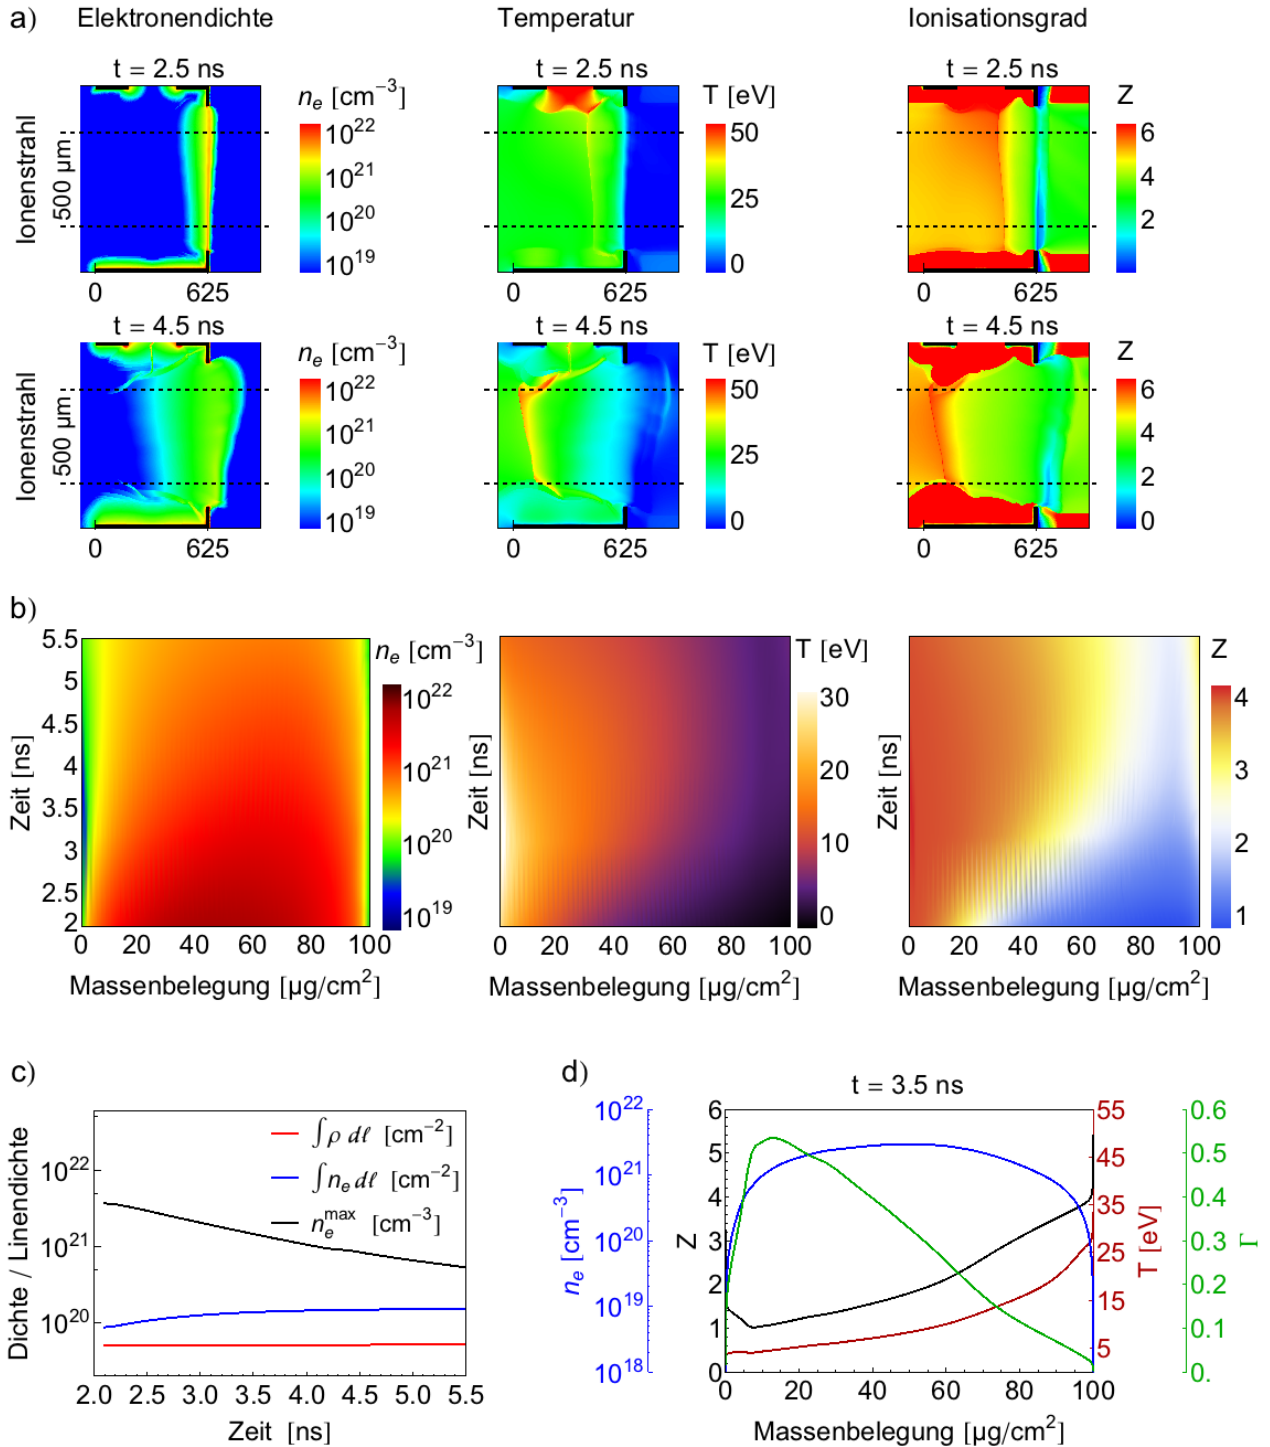 a) Elektronendichte Temperatur Ionisationsgrad
t = 2.5 ns t = 2.5 ns t = 2.5 ns
Ionenstrahl
500 µm
nₑ [cm⁻³]
10²²
10²¹
10²⁰
10¹⁹
0 625
T [eV]
50
25
0
0 625
Z
6
4
2
625
t = 4.5 ns t = 4.5 ns t = 4.5 ns
Ionenstrahl
500 µm
nₑ [cm⁻³]
10²²
10²¹
10²⁰
10¹⁹
0 625
T [eV]
50
25
0
0 625
Z
6
4
2
0
0 625
b)
Zeit [ns]
5.5
5
4.5
4
3.5
3
2.5
2
0 20 40 60 80 100
Massenbelegung [µg/cm²]
nₑ [cm⁻³]
10²²
10²¹
10²⁰
10¹⁹
Zeit [ns]
0 20 40 60 80 100
Massenbelegung [µg/cm²]
T [eV]
30
20
10
0
Zeit [ns]
0 20 40 60 80 100
Massenbelegung [µg/cm²]
Z
4
3
2
1
c)
Dichte / Linendichte
10²²
10²¹
10²⁰
∫ρ dℓ [cm⁻²]
∫nₑ dℓ [cm⁻²]
nₑᵐᵃˣ [cm⁻³]
2.0 2.5 3.0 3.5 4.0 4.5 5.0 5.5
Zeit [ns]
d)
t = 3.5 ns
nₑ [cm⁻³]
10²²
10²¹
10²⁰
10¹⁹
10¹⁸
Z
6
5
4
3
2
1
0
T [eV]
55
45
35
25
15
5
Γ
0.6
0.5
0.4
0.3
0.2
0.1
0.
0 20 40 60 80 100
Massenbelegung [µg/cm²]